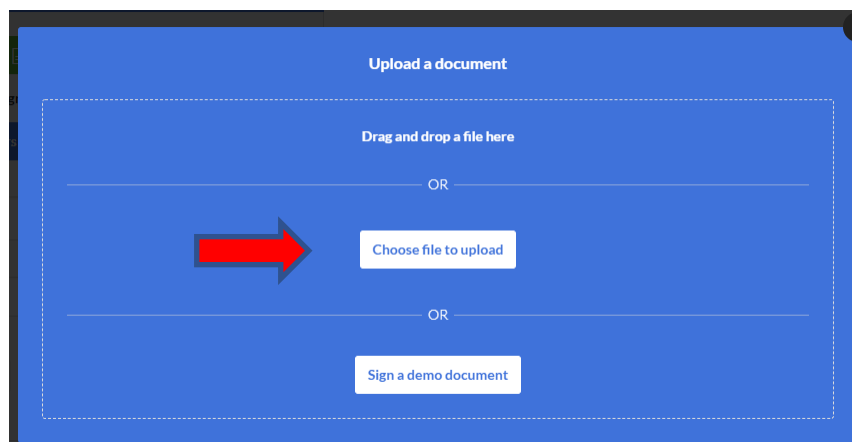 Upload a document
Drag and drop a file here
OR
Choose file to upload
OR
Sign a demo document